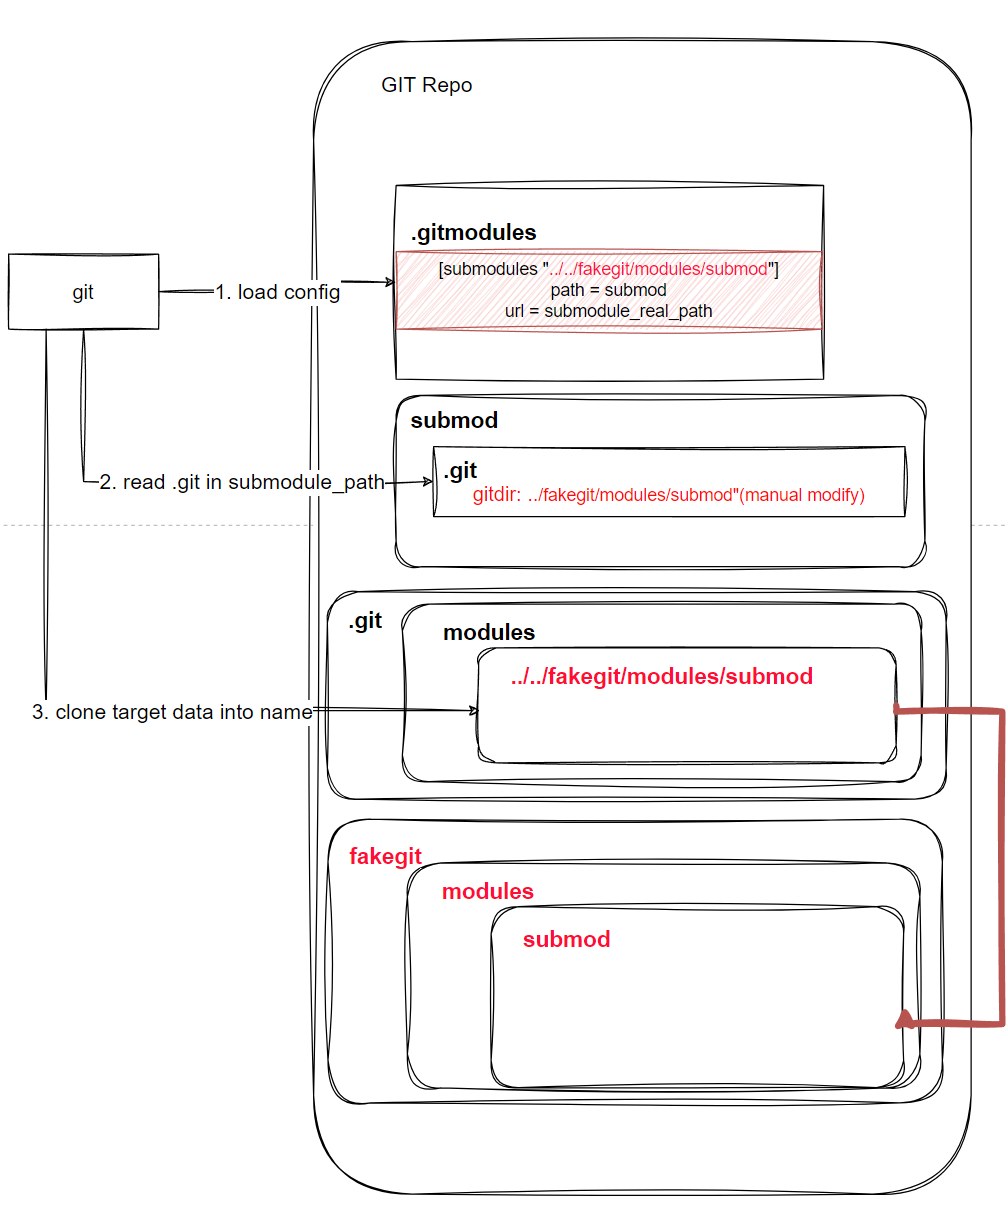 GIT Repo
.gitmodules
[submodules "../../fakegit/modules/submod"]
path = submod
url = submodule_real_path
git
1. load config
submod
.git
gitdir: ../fakegit/modules/submod"(manual modify)
2. read .git in submodule_path
.git
modules
../../fakegit/modules/submod
3. clone target data into name
fakegit
modules
submod